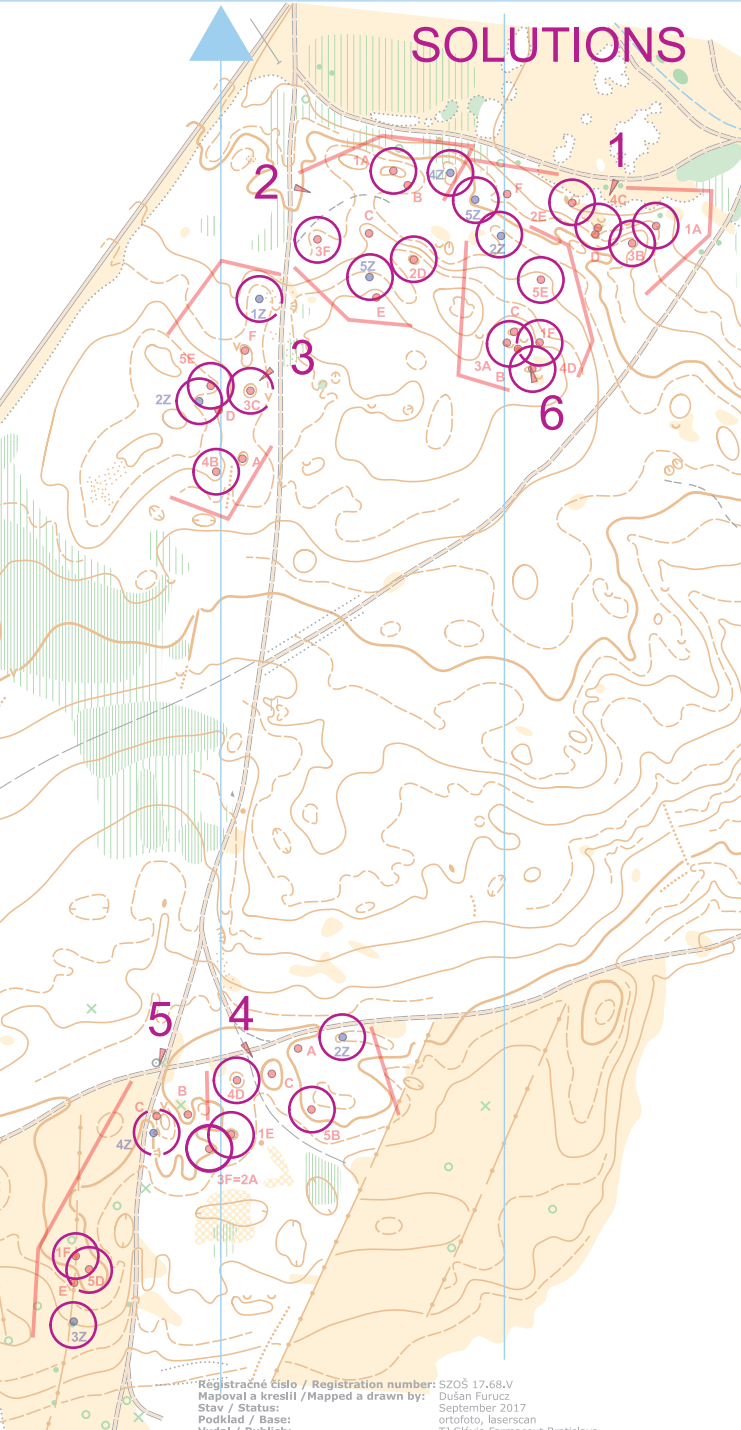 SOLUTIONS
1
2
1A
4Z
B
F
5Z
2E
4C
1A
C
2Z
D
3B
3F
5Z
2D
5E
E
1Z
C
1F
3
F
5E
3A
4D
B
2Z
3C
D
6
4B
A
5
4
2Z
A
C
4D
B
C
5B
4Z
1E
3F=2A
1F
5D
E
3Z
Registračné číslo / Registration number: SZOŠ 17.68.V
Mapoval a kreslil /Mapped a drawn by: Dušan Furucz
Stav / Status: September 2017
Podklad / Base: ortofoto, laserscan